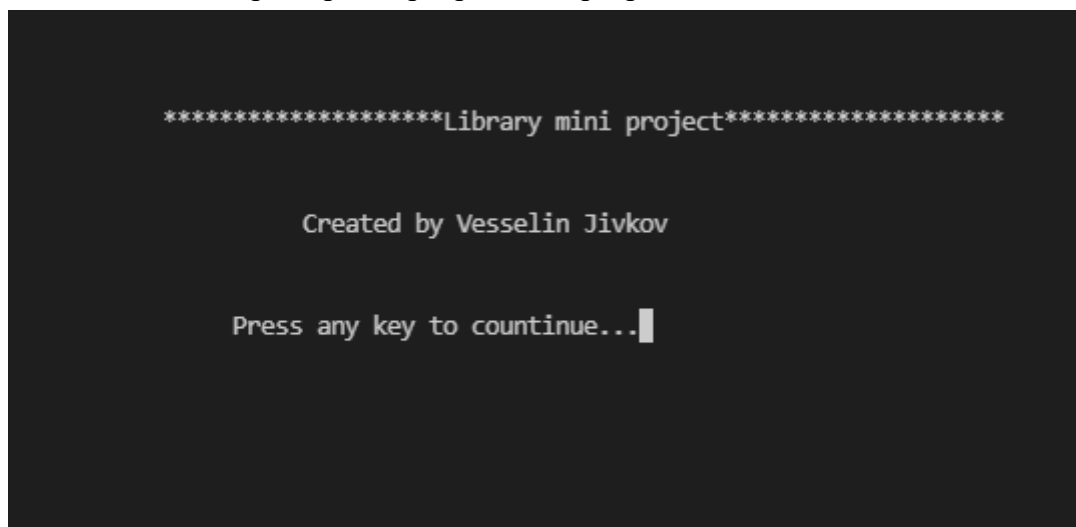 ********************Library mini project********************
Created by Vesselin Jivkov
Press any key to countinue...